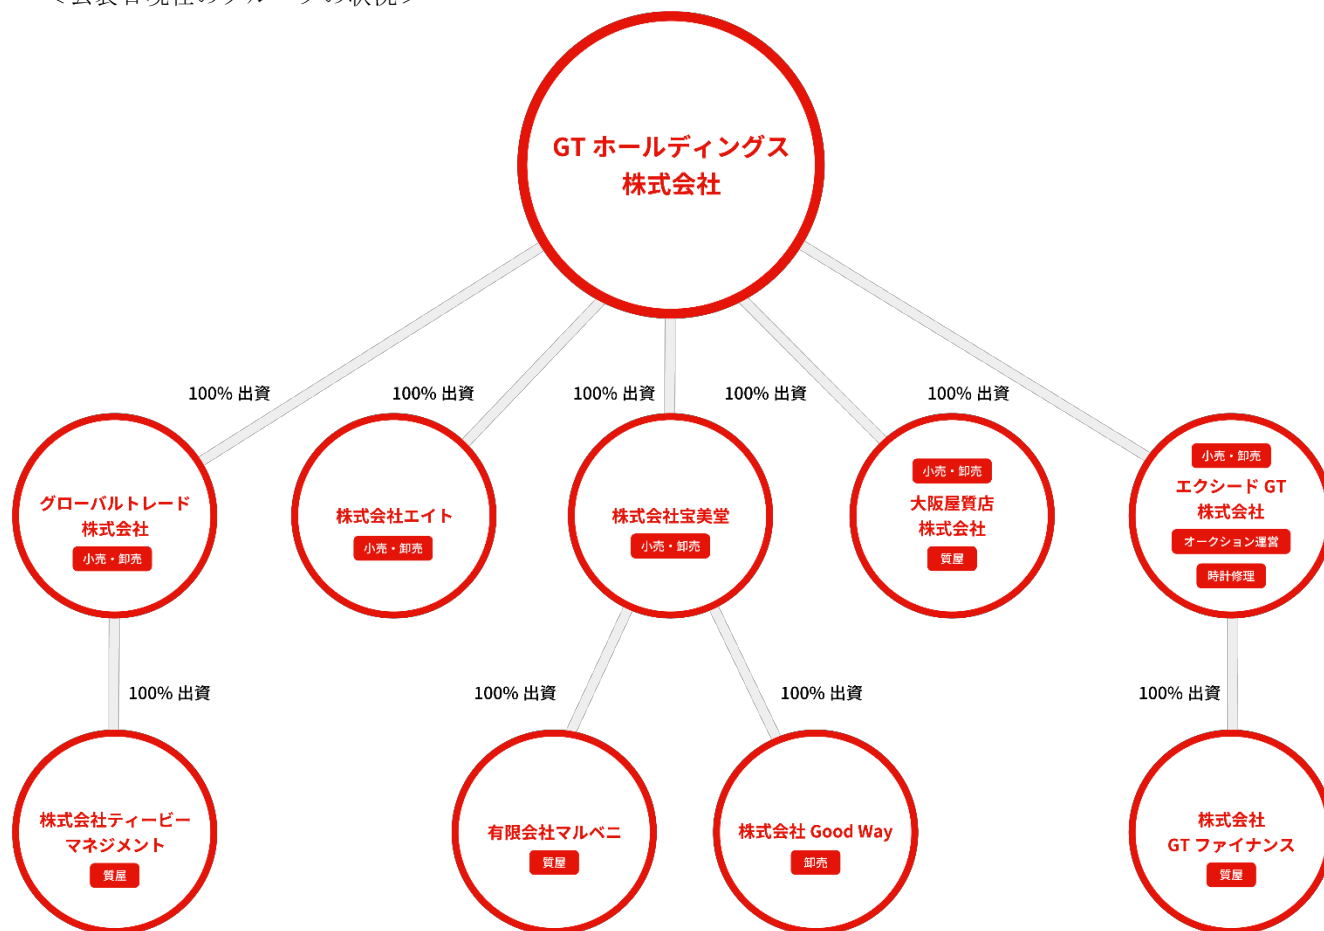 GT ホールディングス
株式会社
100% 出資
100% 出資
100% 出資
100% 出資
100% 出資
グローバルトレード
株式会社
小売・卸売
株式会社エイト
小売・卸売
株式会社宝美堂
小売・卸売
小売・卸売
大阪屋質店
株式会社
質屋
小売・卸売
エクシード GT
株式会社
オークション運営
時計修理
100% 出資
100% 出資
100% 出資
100% 出資
株式会社ティービー
マネジメント
質屋
有限会社マルベニ
質屋
株式会社 Good Way
卸売
株式会社
GT ファイナンス
質屋